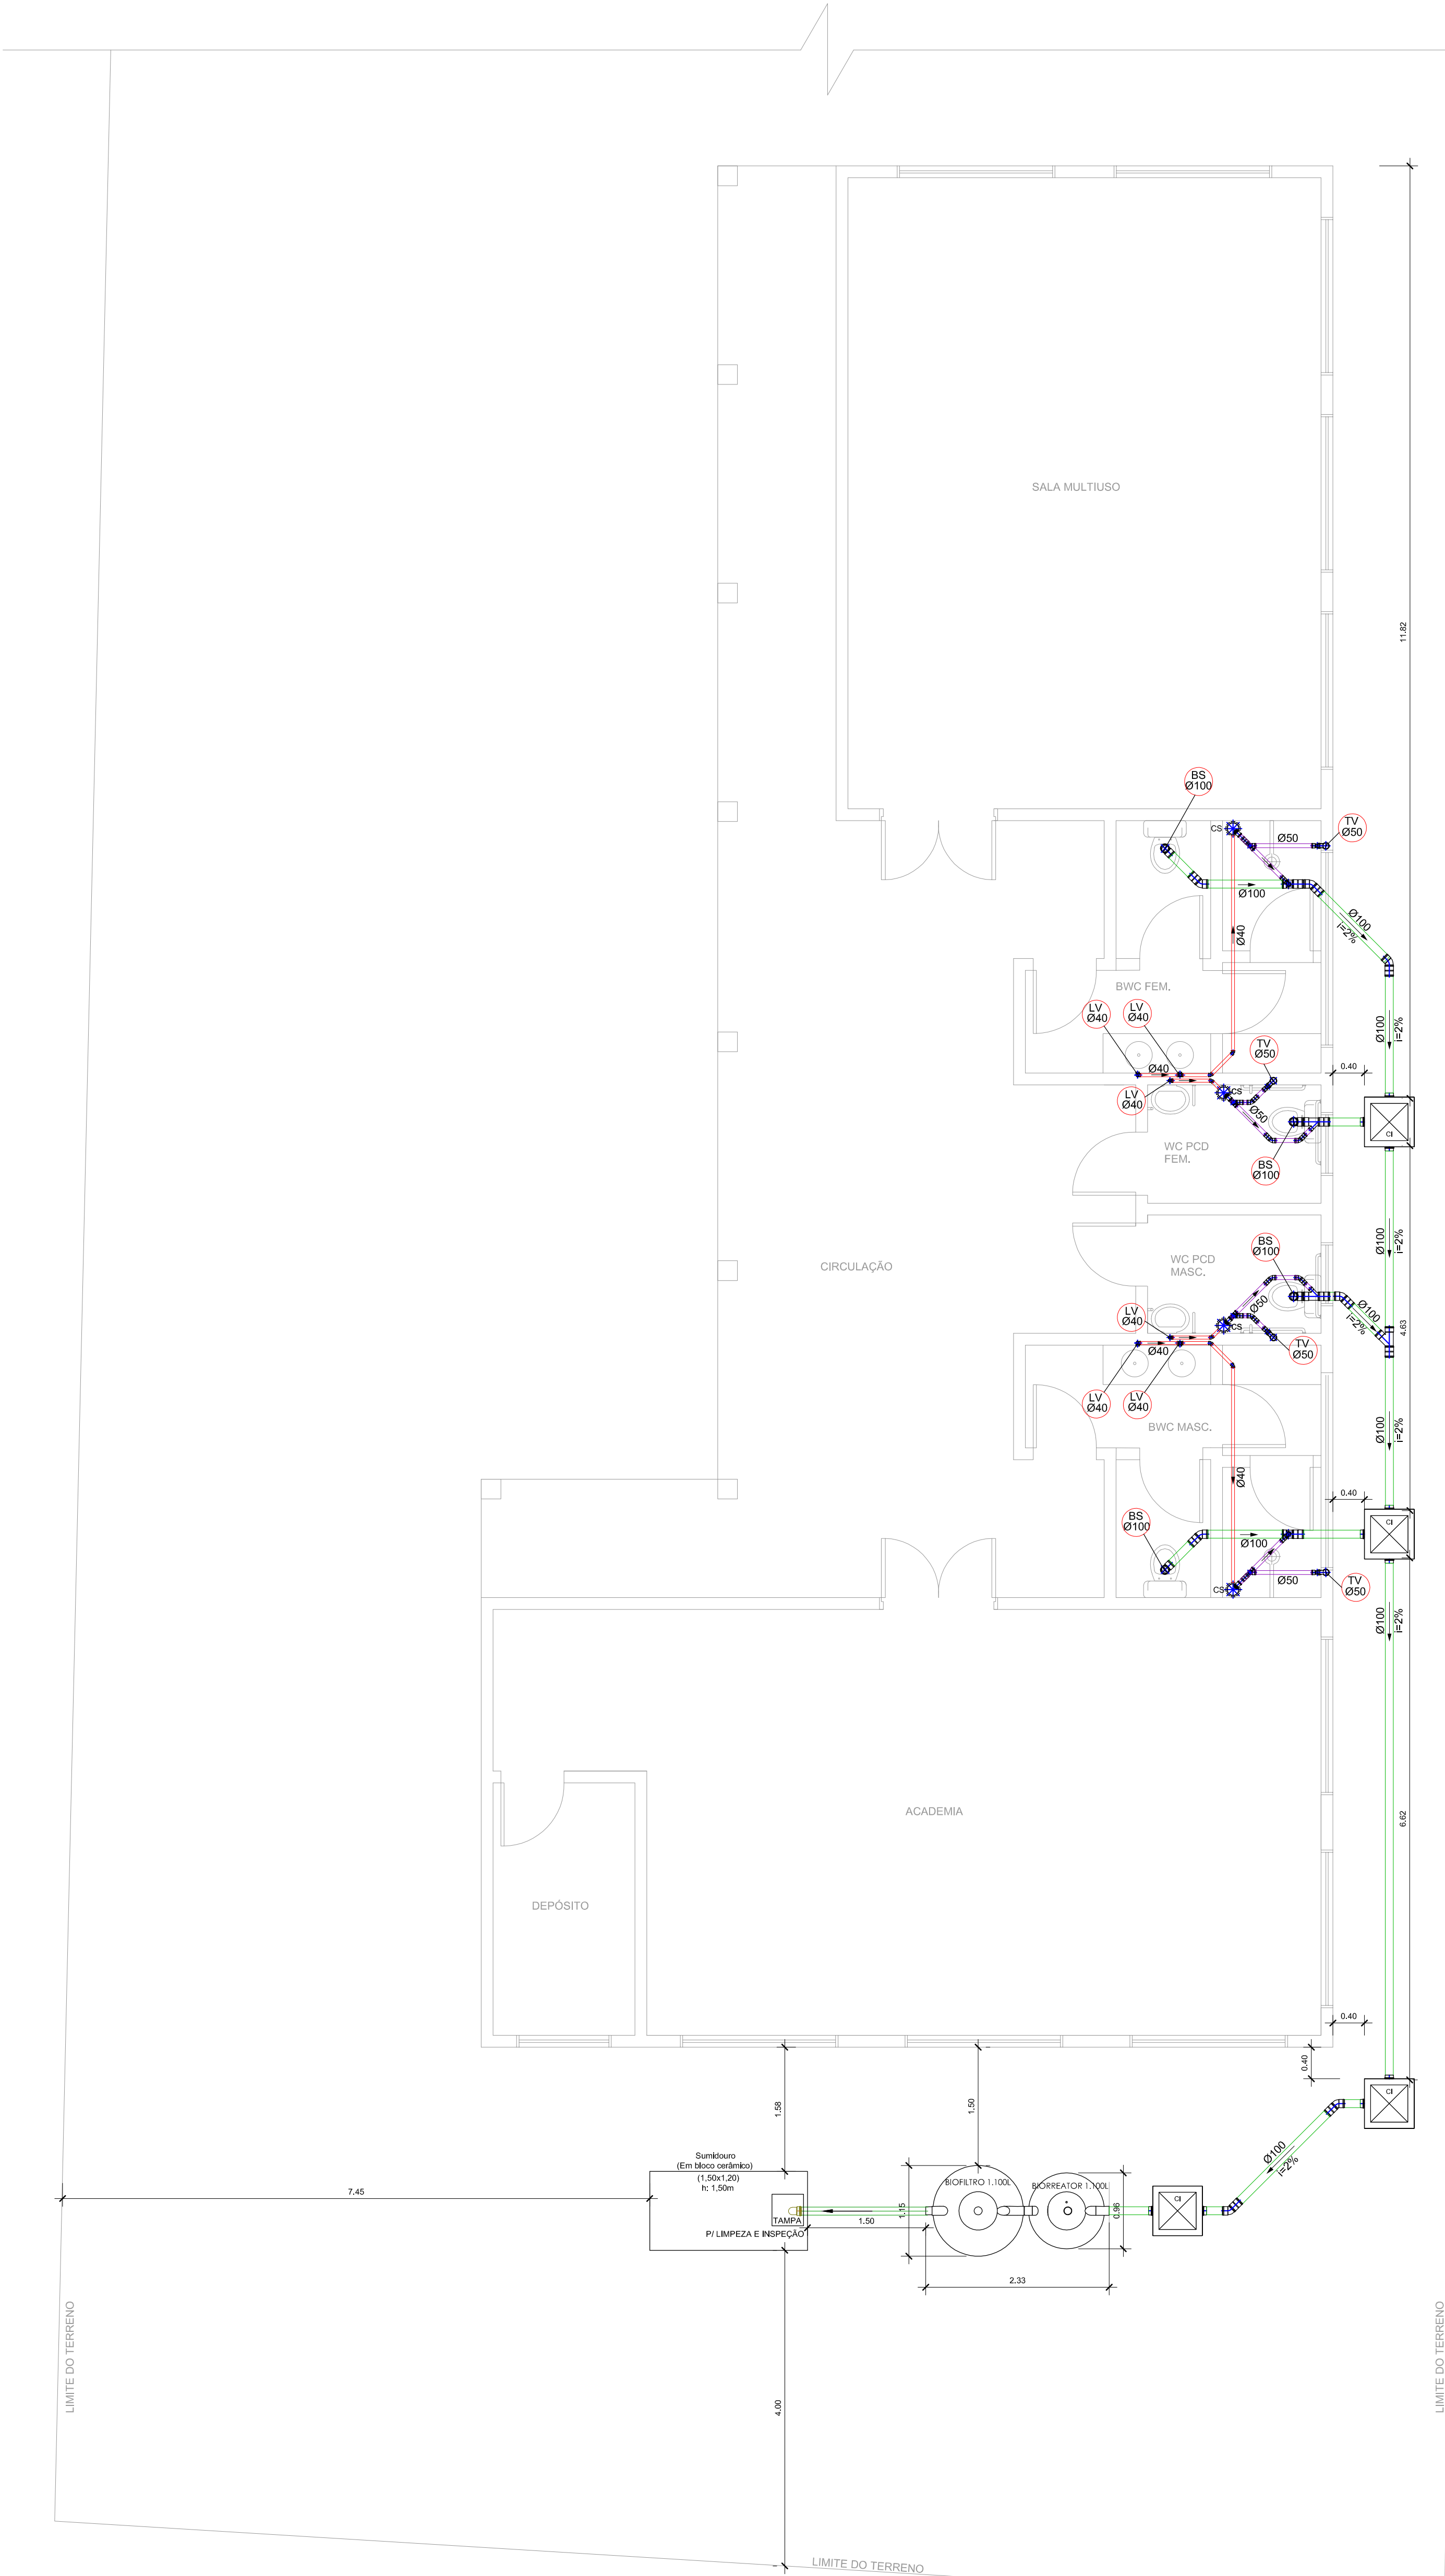 SALA MULTIUSO
11.82
BS
Ø100
TV
Ø50
CS
Ø50
Ø100
Ø100
i=2%
Ø40
BWC FEM.
LV
Ø40
LV
Ø40
Ø100
i=2%
TV
Ø50
Ø40
0.40
LV
Ø40
CS
Ø50
CI
WC PCD
FEM.
BS
Ø100
Ø100
i=2%
BS
Ø100
CIRCULAÇÃO
WC PCD
MASC.
Ø50
Ø100
i=2%
4.63
LV
Ø40
CS
Ø40
TV
Ø50
LV
Ø40
LV
Ø40
BWC MASC.
Ø100
i=2%
Ø40
0.40
BS
Ø100
CI
Ø100
CS
Ø50
TV
Ø50
Ø100
i=2%
ACADEMIA
6.62
DEPÓSITO
0.40
0.40
1.58
1.50
CI
Ø100
i=2%
Sumidouro
(Em bloco cerâmico)
(1,50x1,20)
h: 1,50m
TAMPA
P/ LIMPEZA E INSPEÇÃO
7.45
1.50
1.15
BIOFILTRO 1.100L
BIORREATOR 1.100L
0.96
CI
2.33
4.00
LIMITE DO TERRENO
LIMITE DO TERRENO
LIMITE DO TERRENO